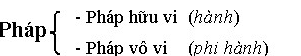 Pháp
- Pháp hữu vi (hành)
- Pháp vô vi (phi hành)